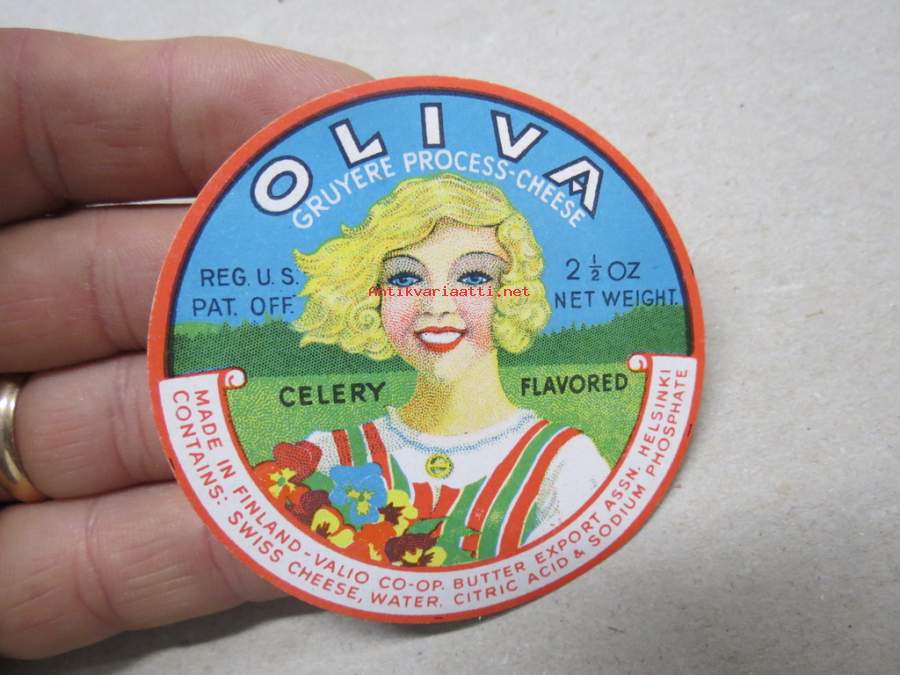 OLIVA
GRUYERE PROCESS-CHEESE
REG. U.S.
PAT. OFF.
2 ½ OZ
NET WEIGHT.
Antikvariaatti.net
CELERY FLAVORED
MADE IN FINLAND-VALIO CO-OP. BUTTER EXPORT ASSN. HELSINKI
CONTAINS: SWISS CHEESE, WATER, CITRIC ACID & SODIUM PHOSPHATE